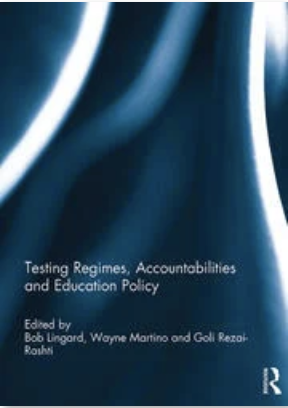 Testing Regimes, Accountabilities
and Education Policy
Edited by
Bob Lingard, Wayne Martino and Goli Rezai-
Rashti
R